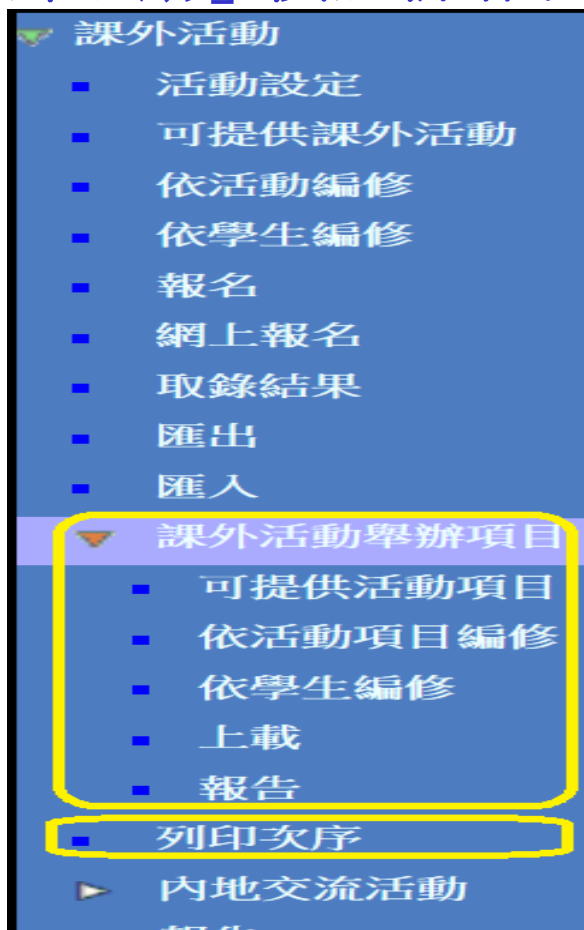 課外活動
活動設定
可提供課外活動
依活動編修
依學生編修
報名
網上報名
取錄結果
匯出
匯入
課外活動舉辦項目
可提供活動項目
依活動項目編修
依學生編修
上載
報告
列印次序
內地交流活動